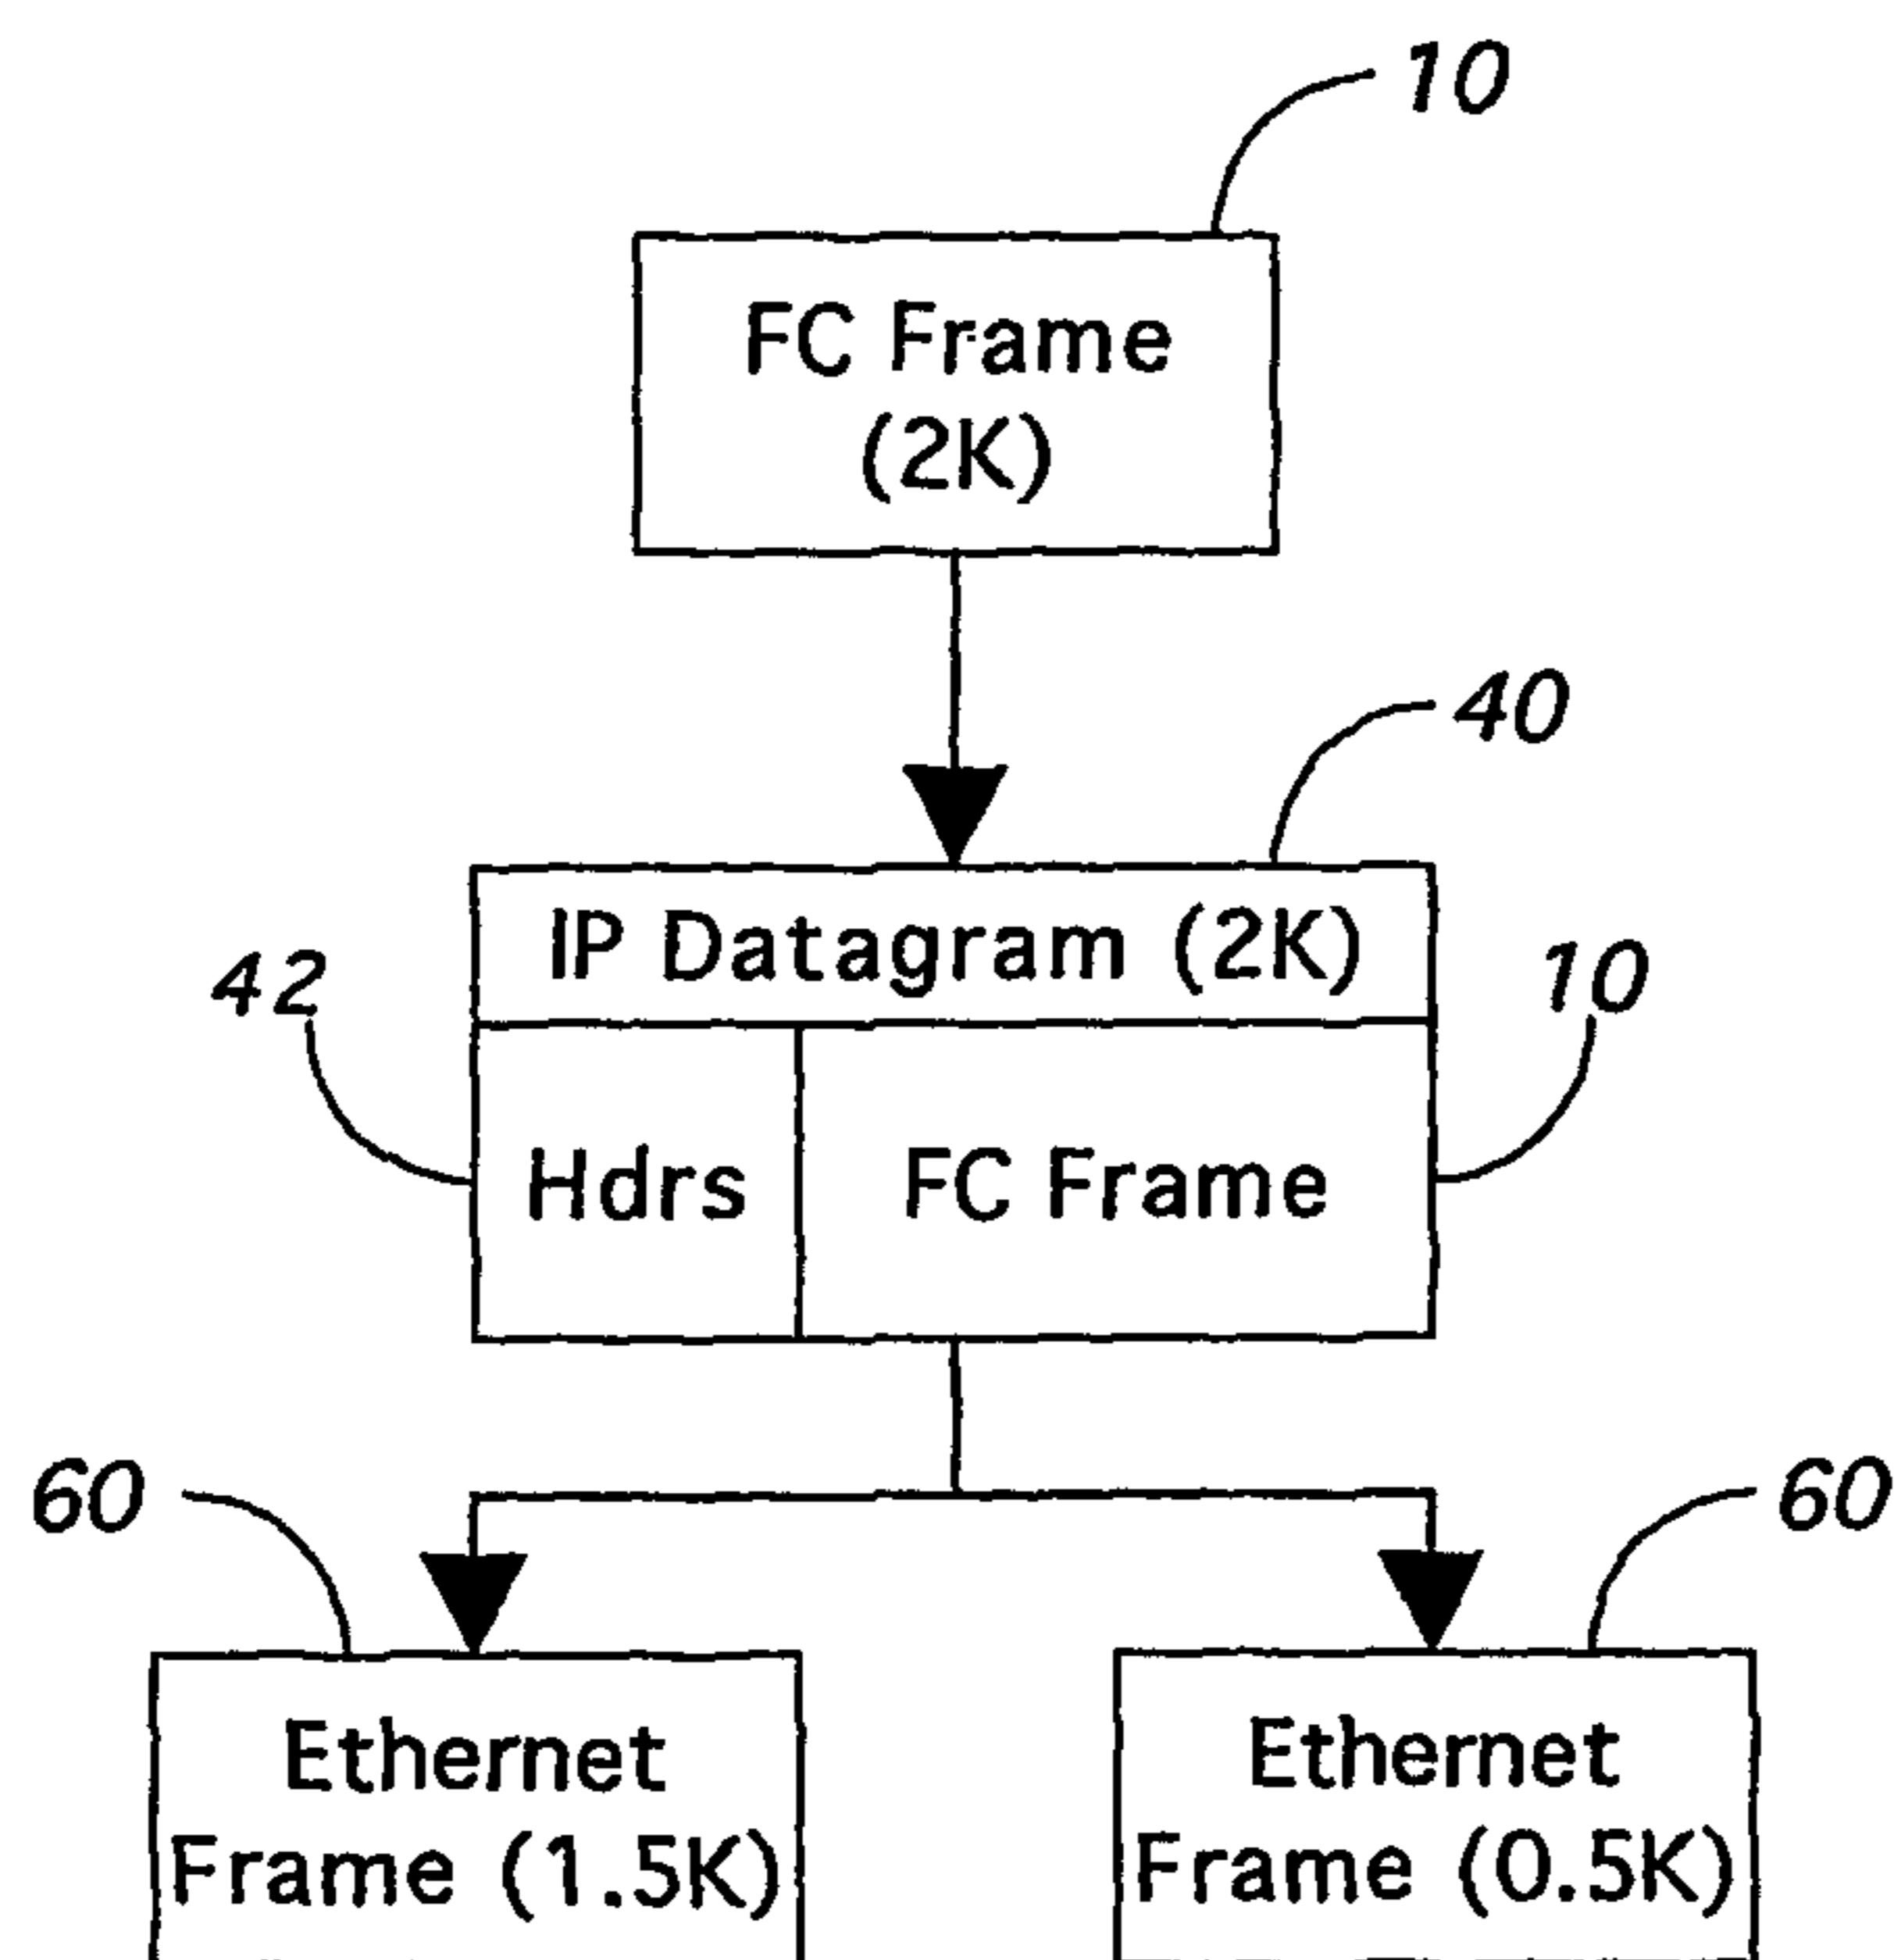 10
FC Frame
(2K)
40
IP Datagram (2K)
42
10
Hdrs
FC Frame
60
60
Ethernet
Frame (1.5K)
Ethernet
Frame (0.5K)